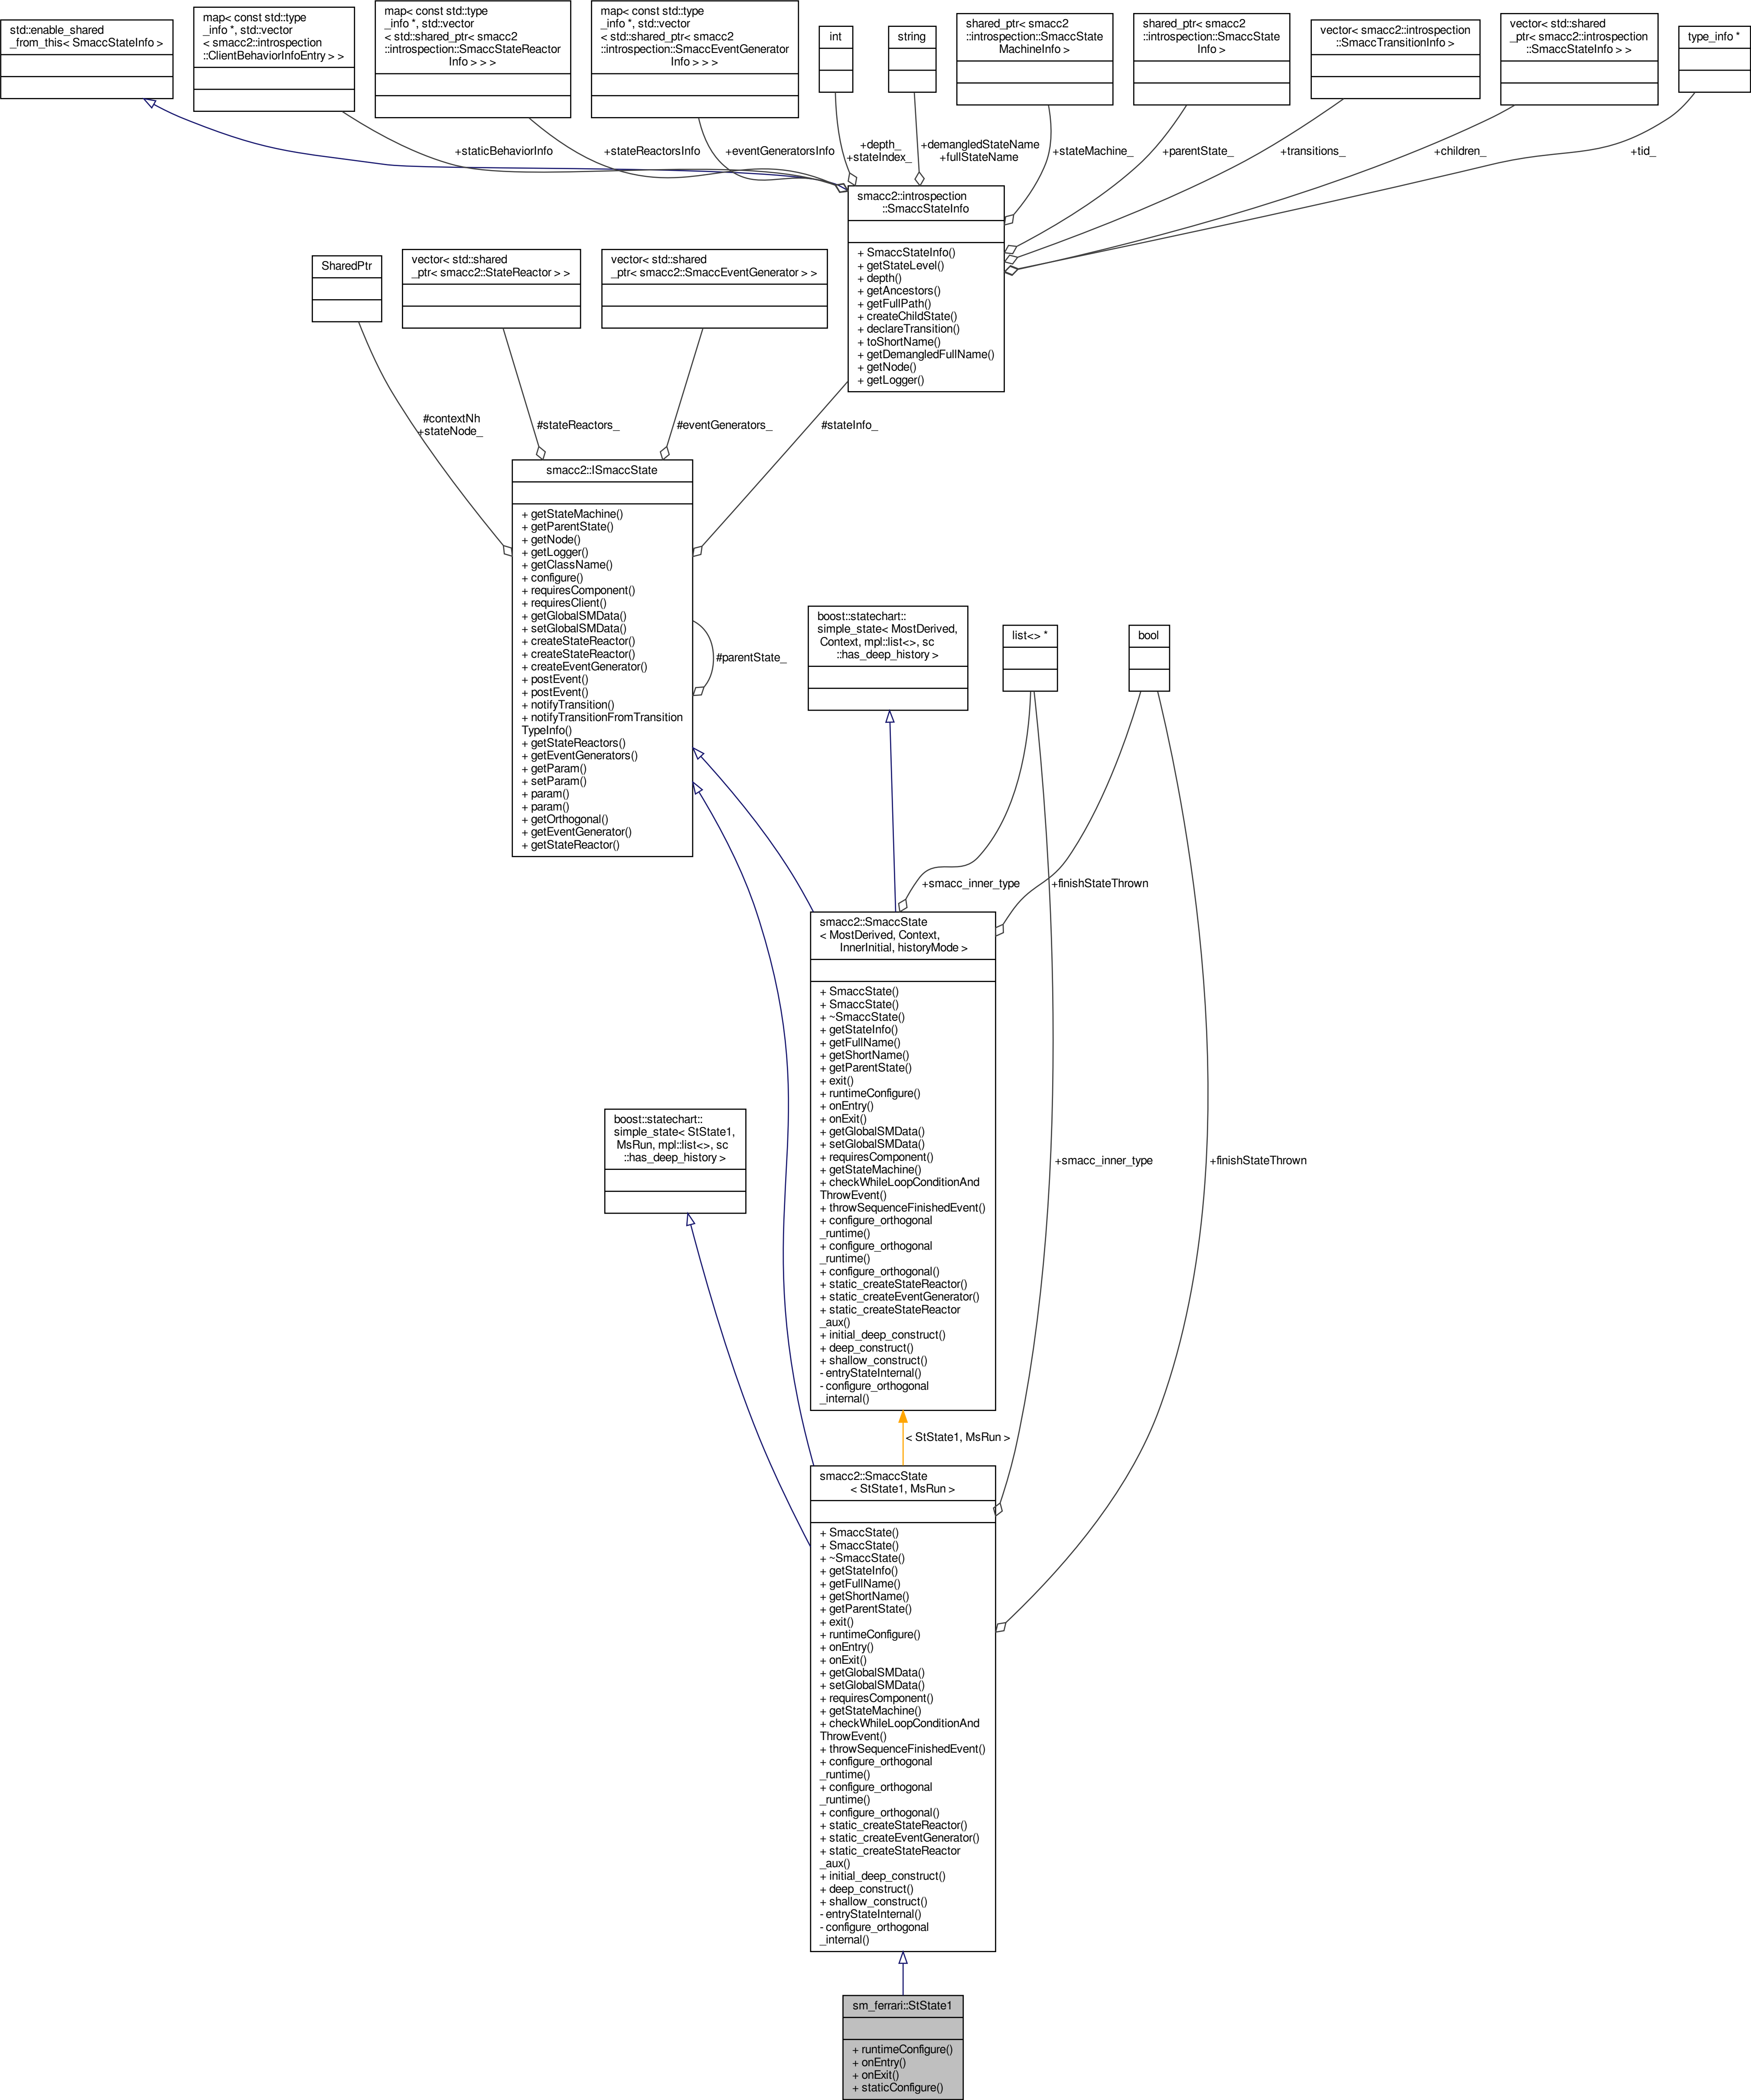 std::enable_shared
_from_this< SmaccStateInfo >
map< const std::type
_info *, std::vector
< smacc2::introspection
::ClientBehaviorInfoEntry > >
map< const std::type
_info *, std::vector
< std::shared_ptr< smacc2
::introspection::SmaccStateReactor
Info > > >
map< const std::type
_info *, std::vector
< std::shared_ptr< smacc2
::introspection::SmaccEventGenerator
Info > > >
int
string
shared_ptr< smacc2
::introspection::SmaccState
MachineInfo >
shared_ptr< smacc2
::introspection::SmaccState
Info >
vector< smacc2::introspection
::SmaccTransitionInfo >
vector< std::shared
_ptr< smacc2::introspection
::SmaccStateInfo > >
type_info *
+staticBehaviorInfo
+stateReactorsInfo
+eventGeneratorsInfo
+depth_
+stateIndex_
+demangledStateName
+fullStateName
+stateMachine_
+parentState_
+transitions_
+children_
+tid_
smacc2::introspection
::SmaccStateInfo
+ SmaccStateInfo()
+ getStateLevel()
+ depth()
+ getAncestors()
+ getFullPath()
+ createChildState()
+ declareTransition()
+ toShortName()
+ getDemangledFullName()
+ getNode()
+ getLogger()
SharedPtr
vector< std::shared
_ptr< smacc2::StateReactor > >
vector< std::shared
_ptr< smacc2::SmaccEventGenerator > >
#contextNh
+stateNode_
#stateReactors_
#eventGenerators_
#stateInfo_
smacc2::ISmaccState
+ getStateMachine()
+ getParentState()
+ getNode()
+ getLogger()
+ getClassName()
+ configure()
+ requiresComponent()
+ requiresClient()
+ getGlobalSMData()
+ setGlobalSMData()
+ createStateReactor()
+ createStateReactor()
+ createEventGenerator()
+ postEvent()
+ postEvent()
+ notifyTransition()
+ notifyTransitionFromTransition
TypeInfo()
+ getStateReactors()
+ getEventGenerators()
+ getParam()
+ setParam()
+ param()
+ param()
+ getOrthogonal()
+ getEventGenerator()
+ getStateReactor()
#parentState_
boost::statechart::
simple_state< MostDerived,
Context, mpl::list<>, sc
::has_deep_history >
list<> *
bool
+smacc_inner_type
+finishStateThrown
smacc2::SmaccState
< MostDerived, Context,
InnerInitial, historyMode >
+ SmaccState()
+ SmaccState()
+ ~SmaccState()
+ getStateInfo()
+ getFullName()
+ getShortName()
+ getParentState()
+ exit()
+ runtimeConfigure()
+ onEntry()
+ onExit()
+ getGlobalSMData()
+ setGlobalSMData()
+ requiresComponent()
+ getStateMachine()
+ checkWhileLoopConditionAnd
ThrowEvent()
+ throwSequenceFinishedEvent()
+ configure_orthogonal
_runtime()
+ configure_orthogonal
_runtime()
+ configure_orthogonal()
+ static_createStateReactor()
+ static_createEventGenerator()
+ static_createStateReactor
_aux()
+ initial_deep_construct()
+ deep_construct()
+ shallow_construct()
- entryStateInternal()
- configure_orthogonal
_internal()
boost::statechart::
simple_state< StState1,
MsRun, mpl::list<>, sc
::has_deep_history >
+smacc_inner_type
+finishStateThrown
< StState1, MsRun >
smacc2::SmaccState
< StState1, MsRun >
+ SmaccState()
+ SmaccState()
+ ~SmaccState()
+ getStateInfo()
+ getFullName()
+ getShortName()
+ getParentState()
+ exit()
+ runtimeConfigure()
+ onEntry()
+ onExit()
+ getGlobalSMData()
+ setGlobalSMData()
+ requiresComponent()
+ getStateMachine()
+ checkWhileLoopConditionAnd
ThrowEvent()
+ throwSequenceFinishedEvent()
+ configure_orthogonal
_runtime()
+ configure_orthogonal
_runtime()
+ configure_orthogonal()
+ static_createStateReactor()
+ static_createEventGenerator()
+ static_createStateReactor
_aux()
+ initial_deep_construct()
+ deep_construct()
+ shallow_construct()
- entryStateInternal()
- configure_orthogonal
_internal()
sm_ferrari::StState1
+ runtimeConfigure()
+ onEntry()
+ onExit()
+ staticConfigure()